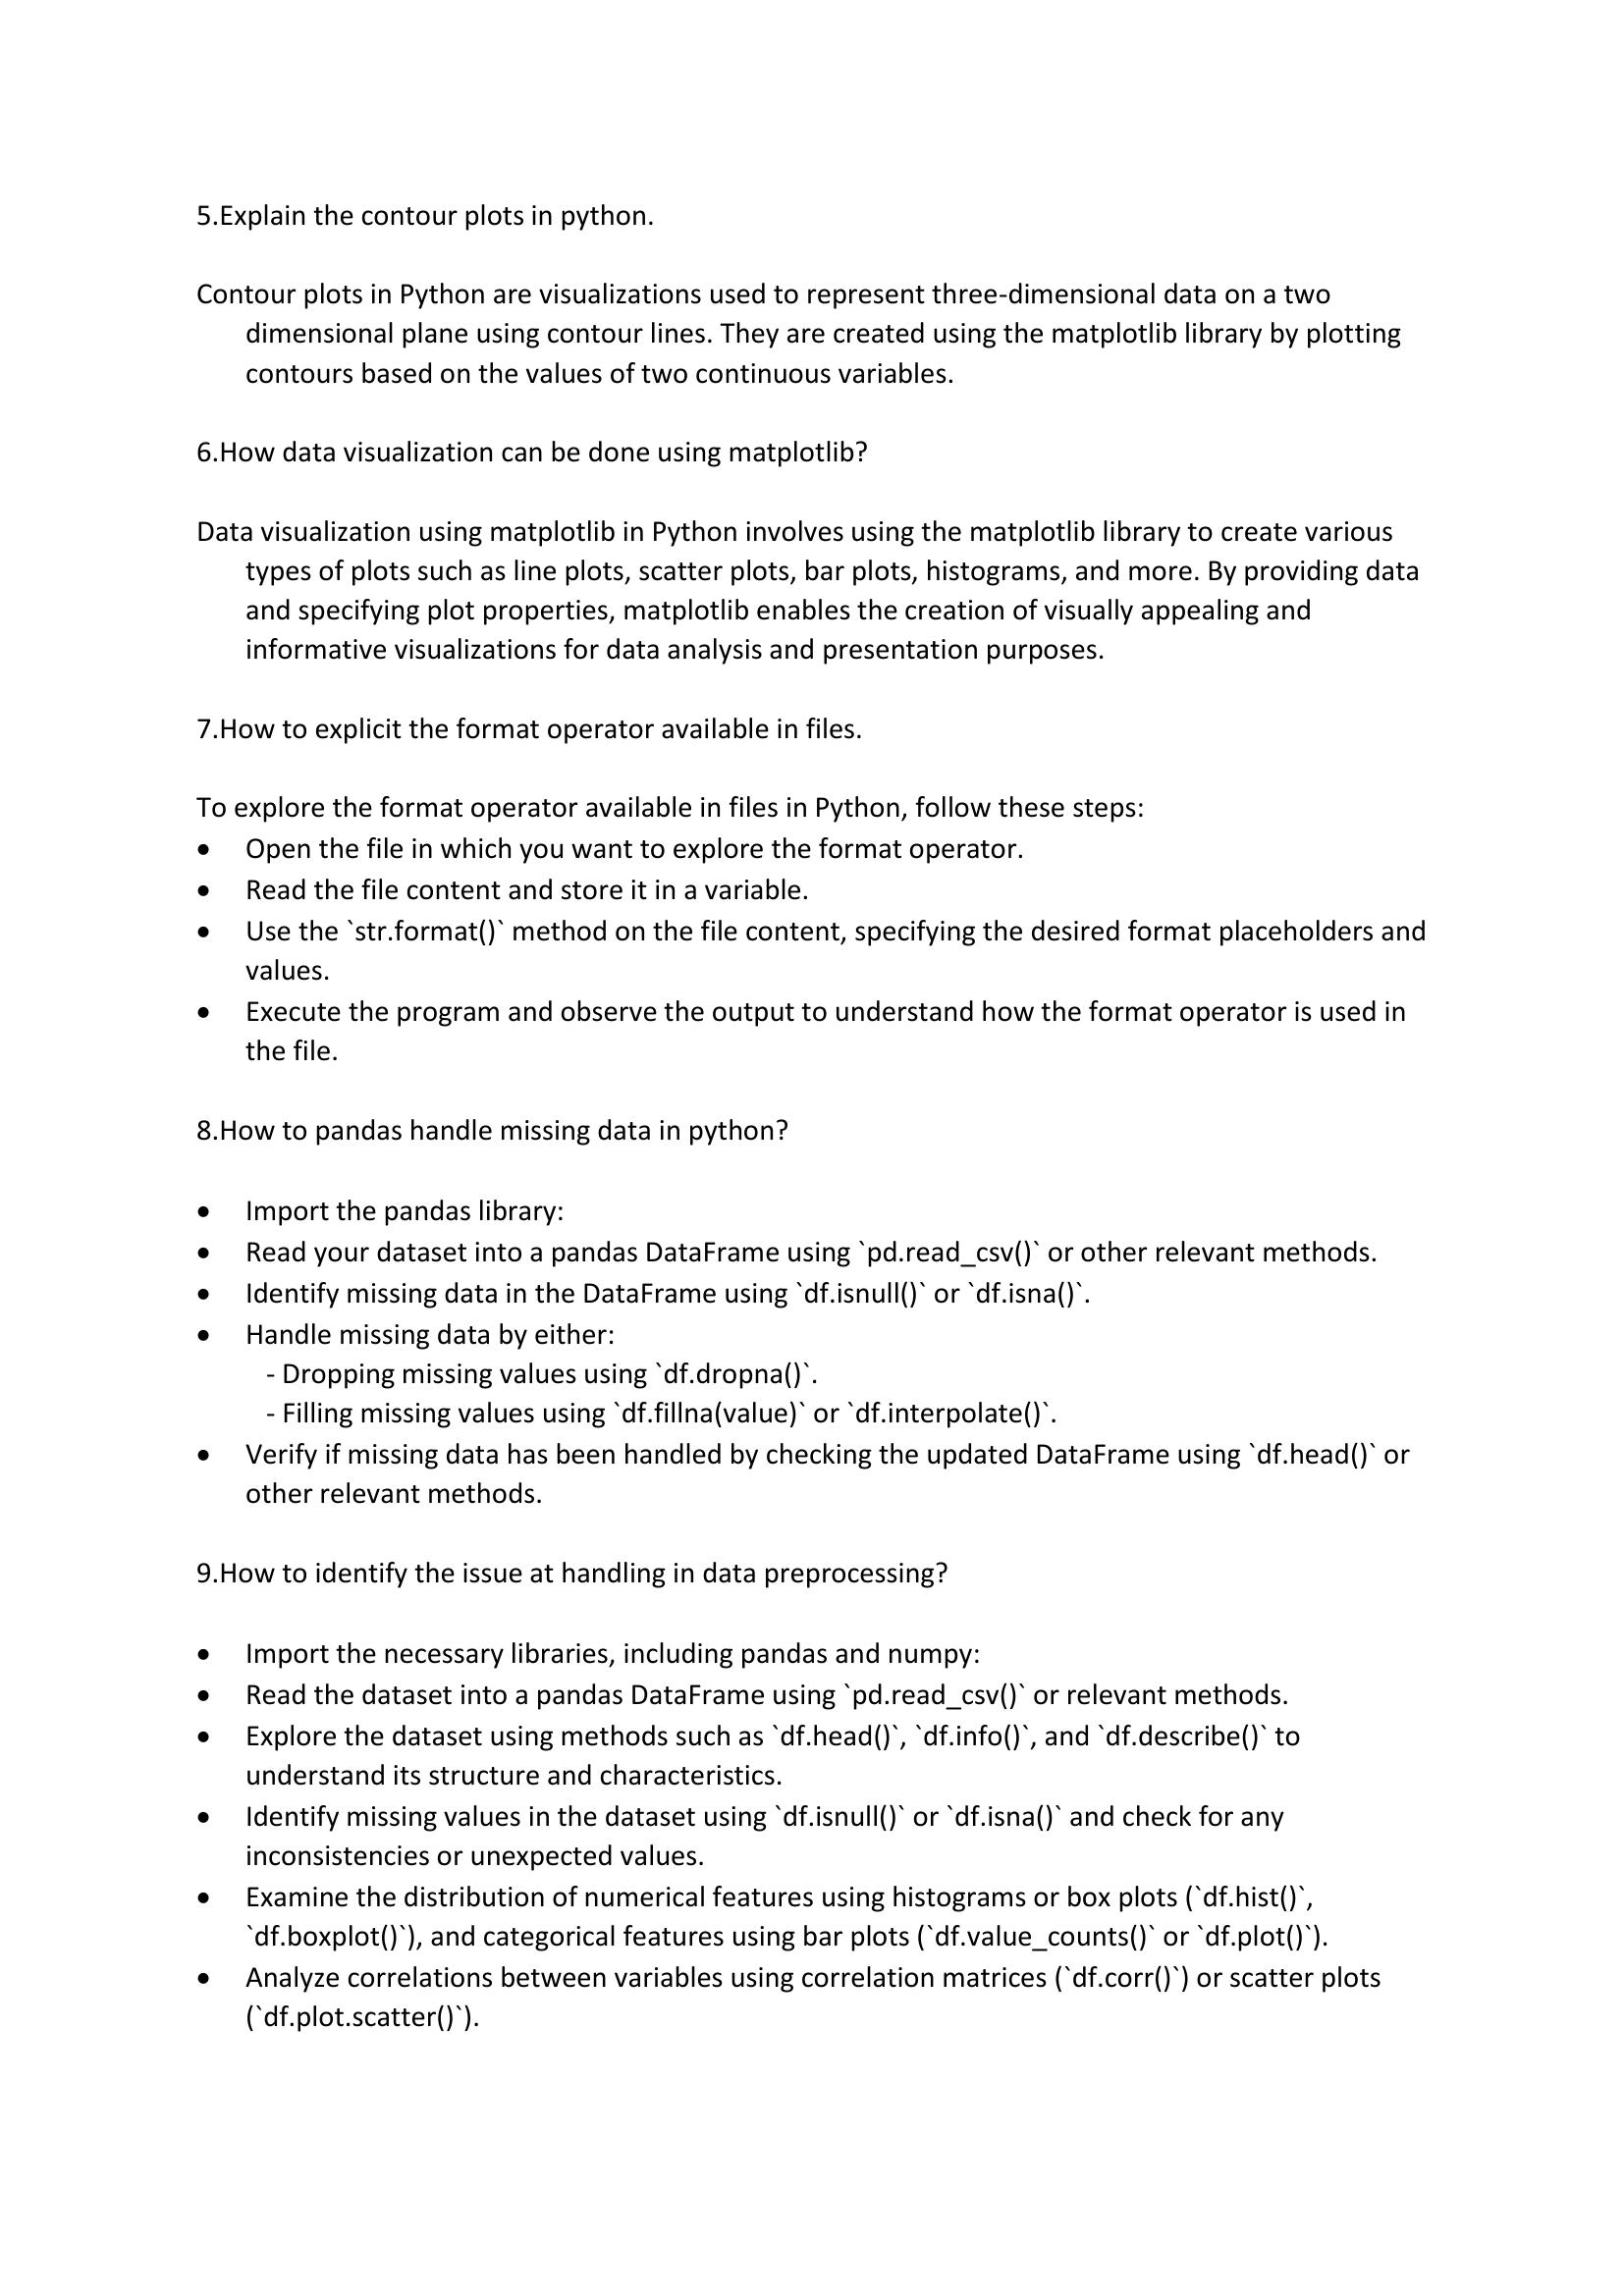 5.Explain the contour plots in python.
Contour plots in Python are visualizations used to represent three-dimensional data on a two
dimensional plane using contour lines. They are created using the matplotlib library by plotting
contours based on the values of two continuous variables.
6.How data visualization can be done using matplotlib?
Data visualization using matplotlib in Python involves using the matplotlib library to create various
types of plots such as line plots, scatter plots, bar plots, histograms, and more. By providing data
and specifying plot properties, matplotlib enables the creation of visually appealing and
informative visualizations for data analysis and presentation purposes.
7.How to explicit the format operator available in files.
To explore the format operator available in files in Python, follow these steps:
• Open the file in which you want to explore the format operator.
• Read the file content and store it in a variable.
• Use the `str.format()` method on the file content, specifying the desired format placeholders and
values.
• Execute the program and observe the output to understand how the format operator is used in
the file.
8.How to pandas handle missing data in python?
• Import the pandas library:
• Read your dataset into a pandas DataFrame using `pd.read_csv()` or other relevant methods.
• Identify missing data in the DataFrame using `df.isnull()` or `df.isna()`.
• Handle missing data by either:
- Dropping missing values using `df.dropna()`.
- Filling missing values using `df.fillna(value)` or `df.interpolate()`.
• Verify if missing data has been handled by checking the updated DataFrame using `df.head()` or
other relevant methods.
9.How to identify the issue at handling in data preprocessing?
• Import the necessary libraries, including pandas and numpy:
• Read the dataset into a pandas DataFrame using `pd.read_csv()` or relevant methods.
• Explore the dataset using methods such as `df.head()`, `df.info()`, and `df.describe()` to
understand its structure and characteristics.
• Identify missing values in the dataset using `df.isnull()` or `df.isna()` and check for any
inconsistencies or unexpected values.
• Examine the distribution of numerical features using histograms or box plots (`df.hist()`,
`df.boxplot()`), and categorical features using bar plots (`df.value_counts()` or `df.plot()`).
• Analyze correlations between variables using correlation matrices (`df.corr()`) or scatter plots
(`df.plot.scatter()`).